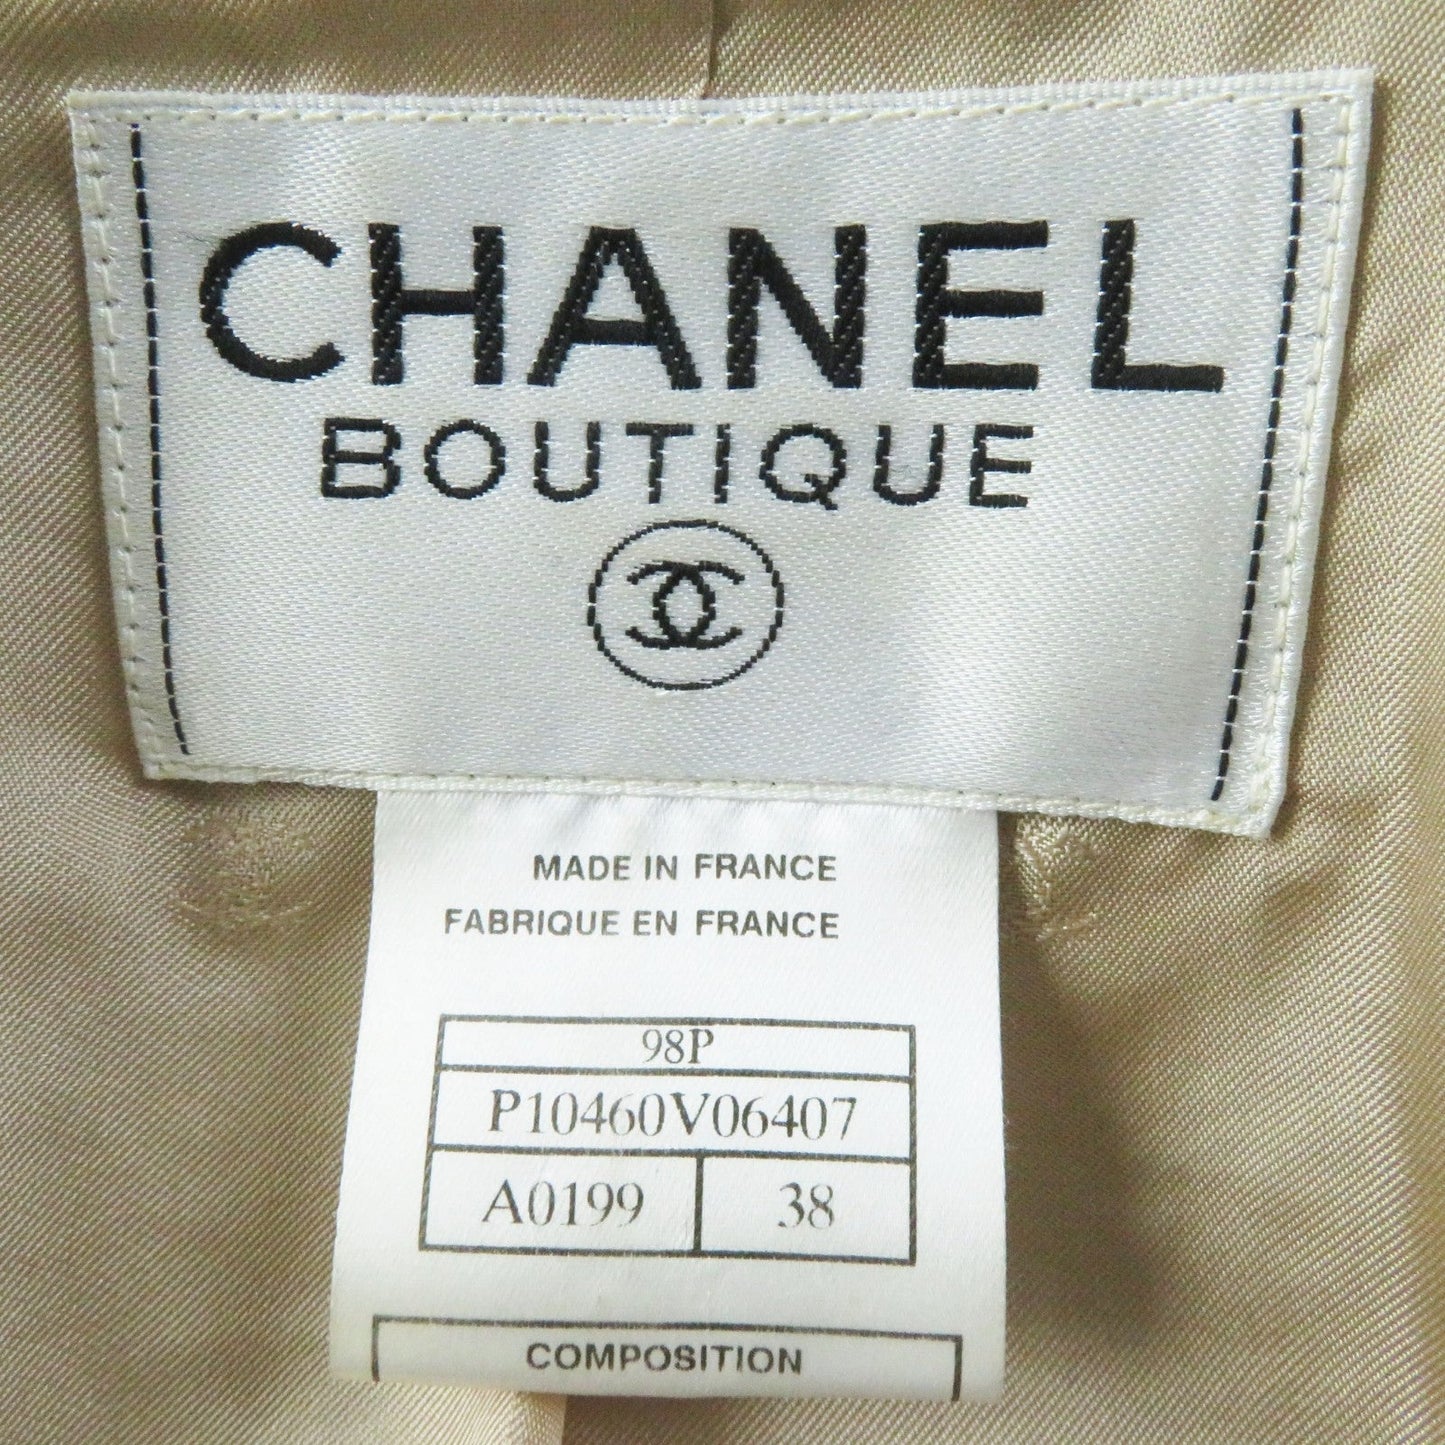 CHANEL
BOUTIQUE
MADE IN FRANCE
FABRIQUE EN FRANCE
98P
P10460V06407
A0199 38
COMPOSITION